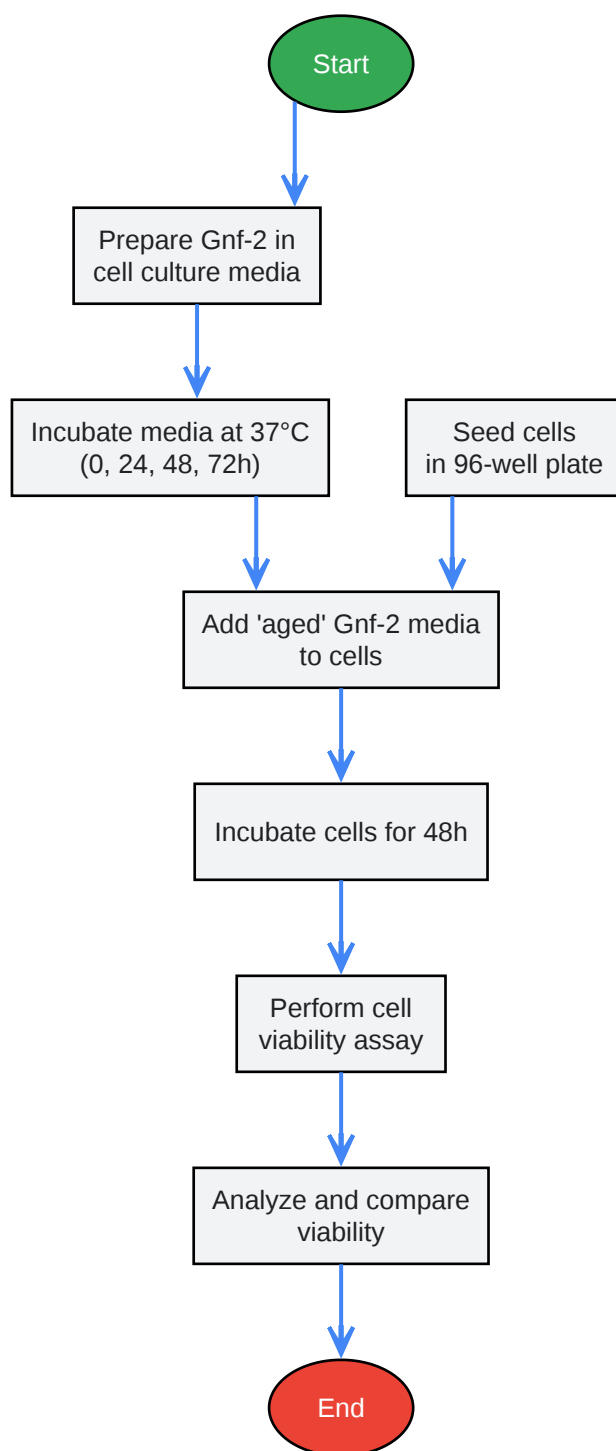 Start
Prepare Gnf-2 in
cell culture media
Incubate media at 37°C
(0, 24, 48, 72h)
Seed cells
in 96-well plate
Add 'aged' Gnf-2 media
to cells
Incubate cells for 48h
Perform cell
viability assay
Analyze and compare
viability
End